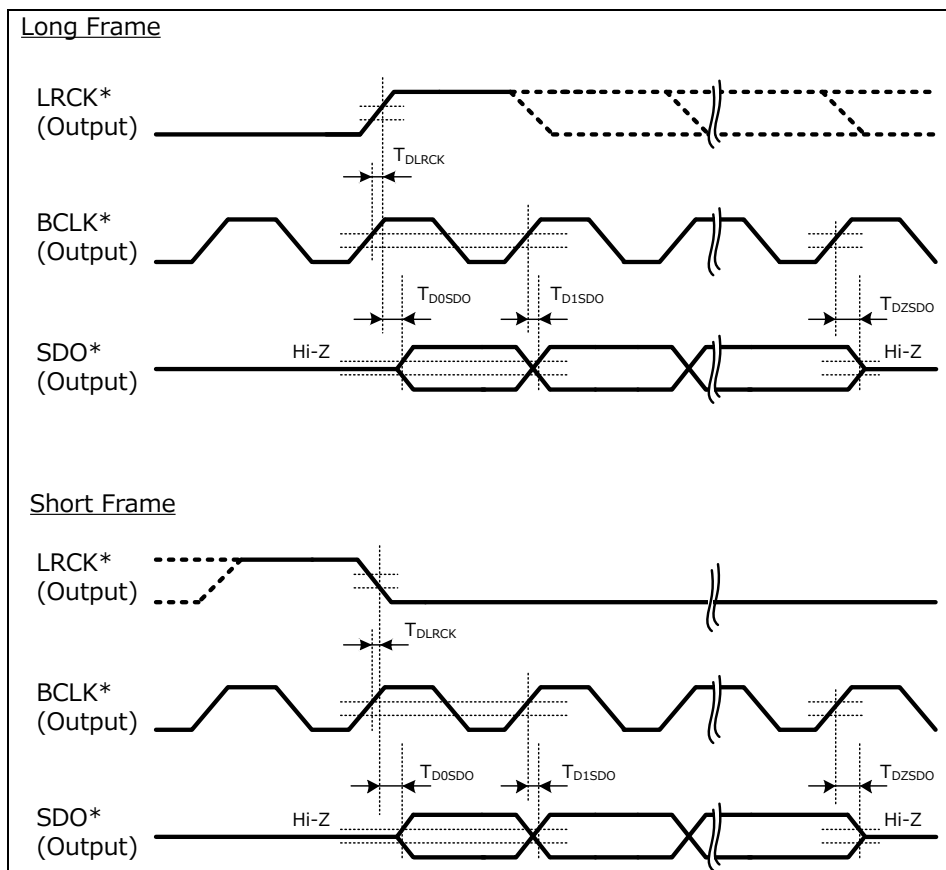 Long Frame
LRCK*
(Output)
TDLRCK
BCLK*
(Output)
TD0SDO
TD1SDO
TDZSDO
SDO*
(Output)
Hi-Z
Hi-Z
Short Frame
LRCK*
(Output)
TDLRCK
BCLK*
(Output)
TD0SDO
TD1SDO
TDZSDO
SDO*
(Output)
Hi-Z
Hi-Z